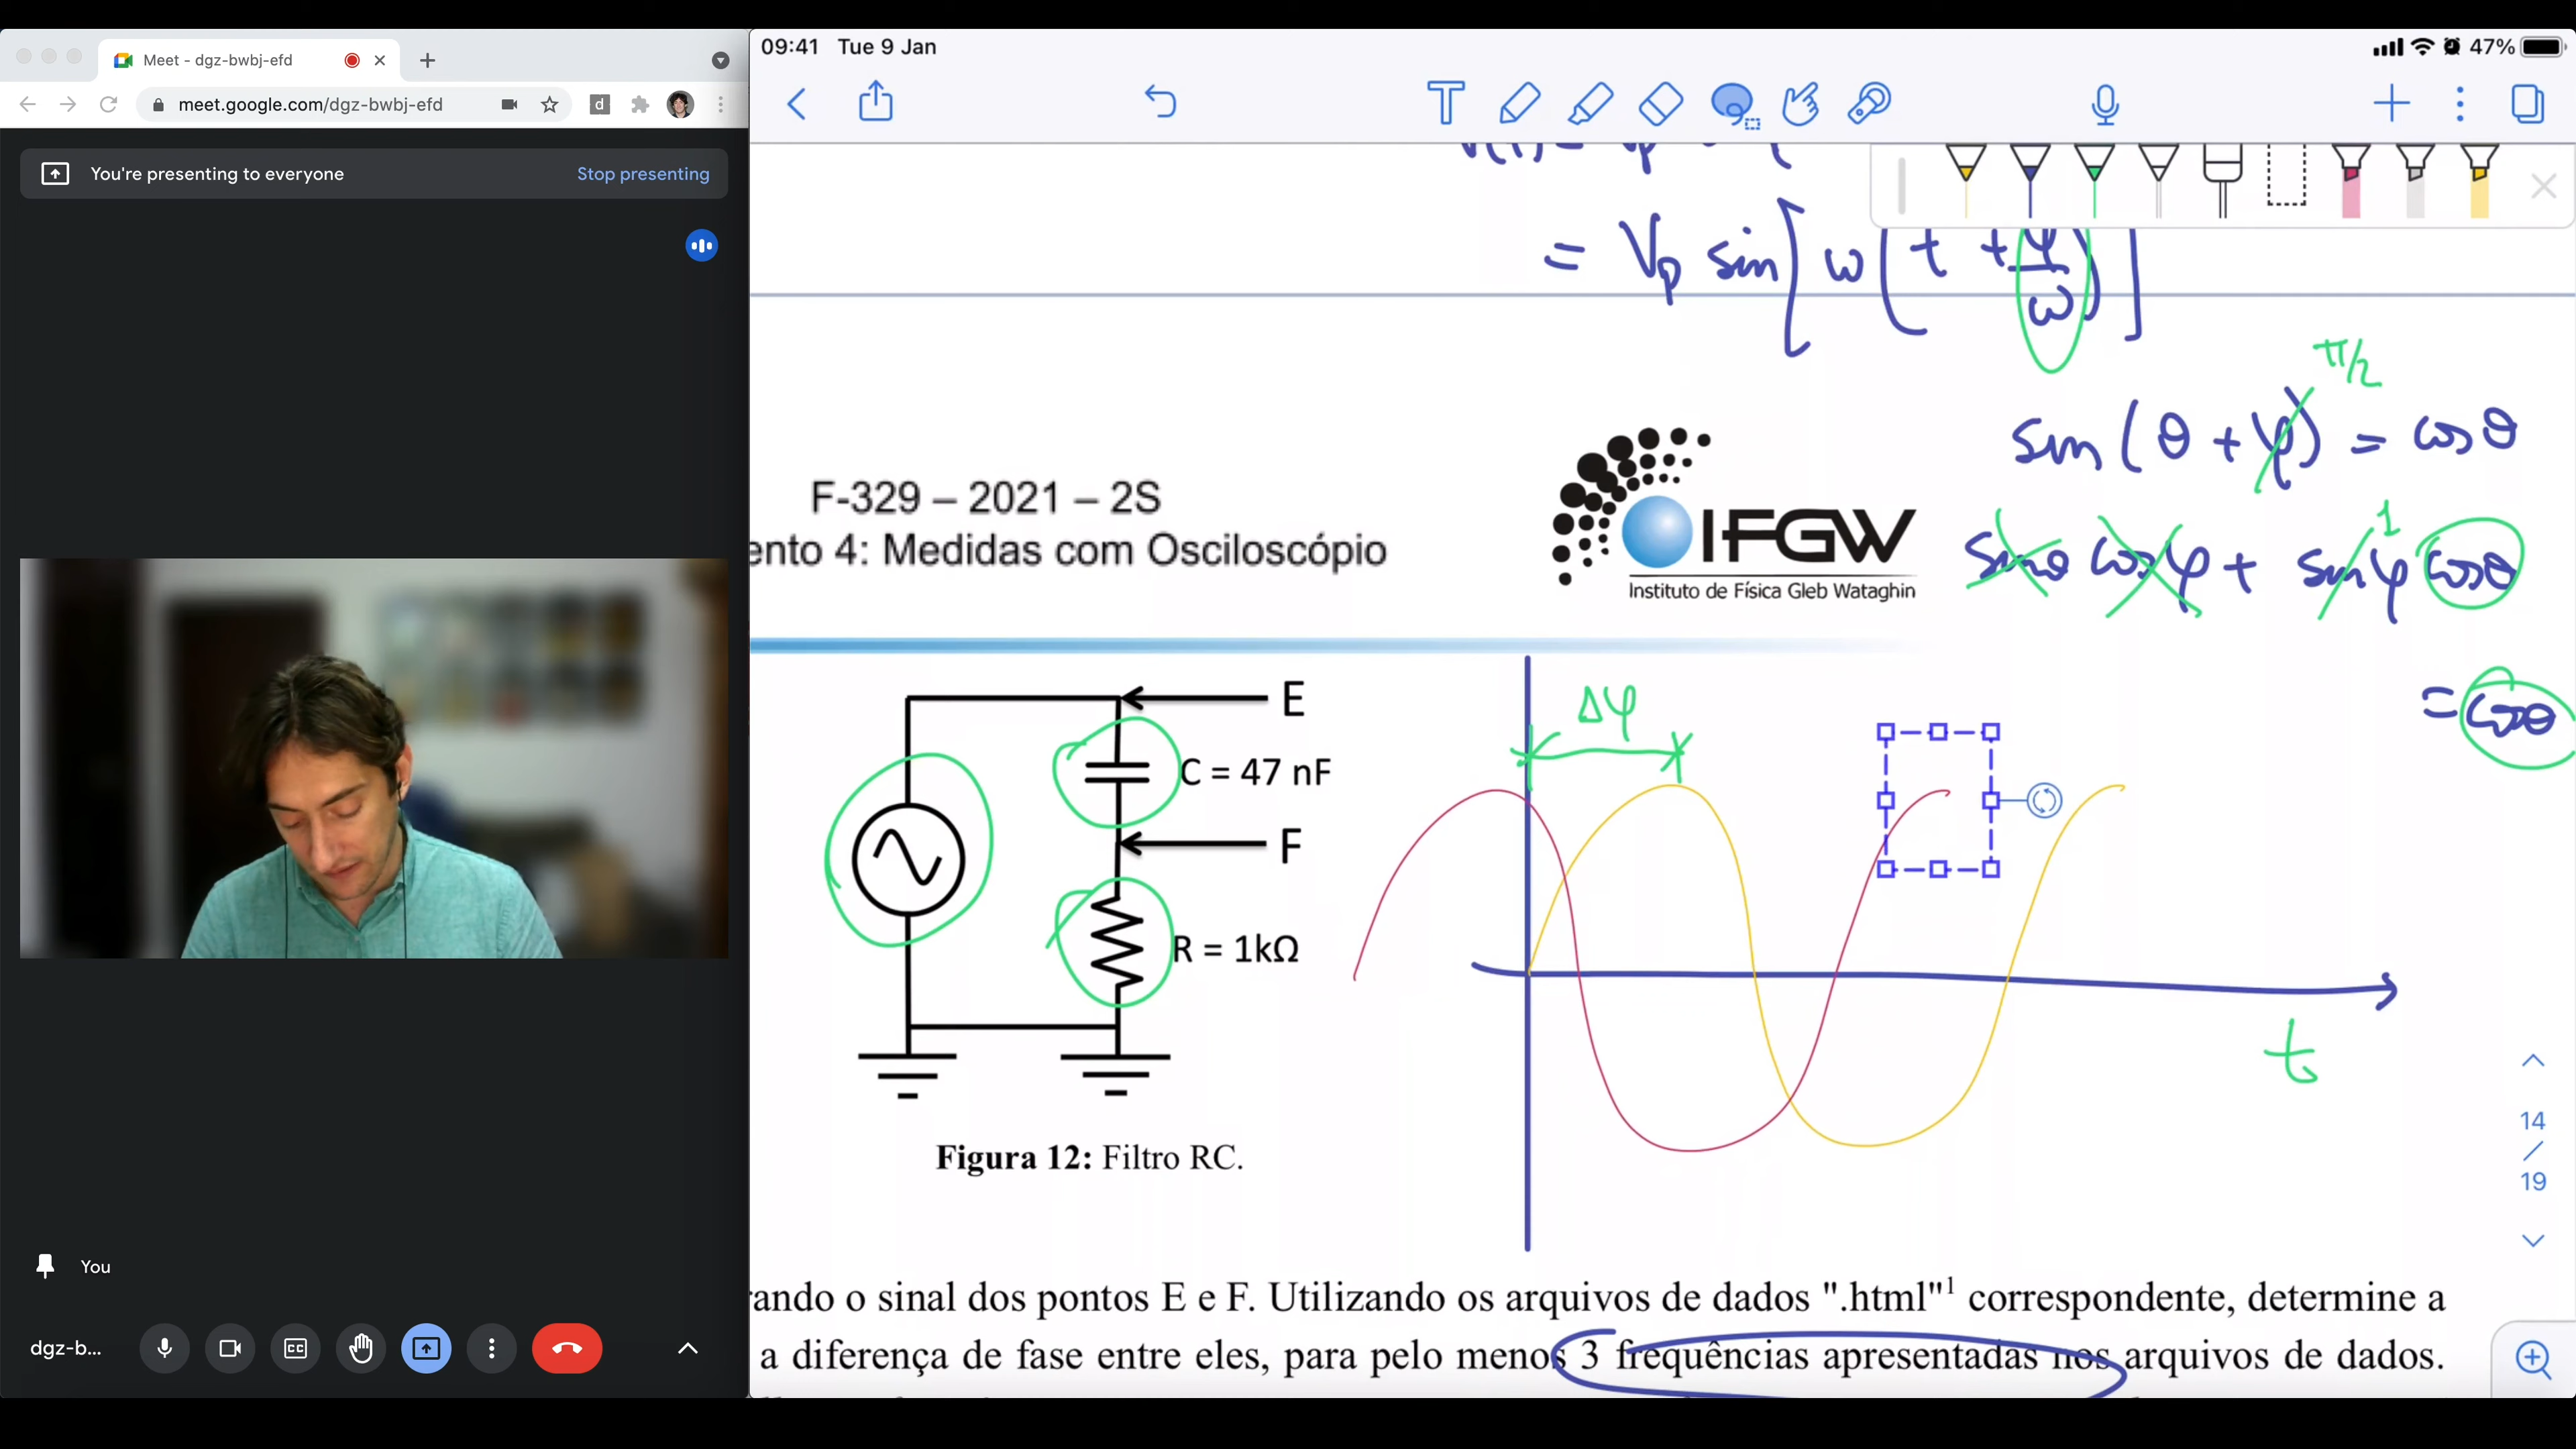 Meet - dgz-bwbj-efd
meet.google.com/dgz-bwbj-efd
d
You're presenting to everyone
Stop presenting
You
dgz-b...
CC
09:41 Tue 9 Jan
47%
T
= Vp sin[ω(t + φ/ω)]
π/2
sin(θ + φ) = cosθ
1
sinθ cosφ + sinφ cosθ
= cosθ
F-329 – 2021 – 2S
ento 4: Medidas com Osciloscópio
IFGW
Instituto de Física Gleb Wataghin
E
C = 47 nF
F
R = 1kΩ
Δφ
t
Figura 12: Filtro RC.
14
/
19
rando o sinal dos pontos E e F. Utilizando os arquivos de dados ".html"¹ correspondente, determine a
a diferença de fase entre eles, para pelo menos 3 frequências apresentadas nos arquivos de dados.